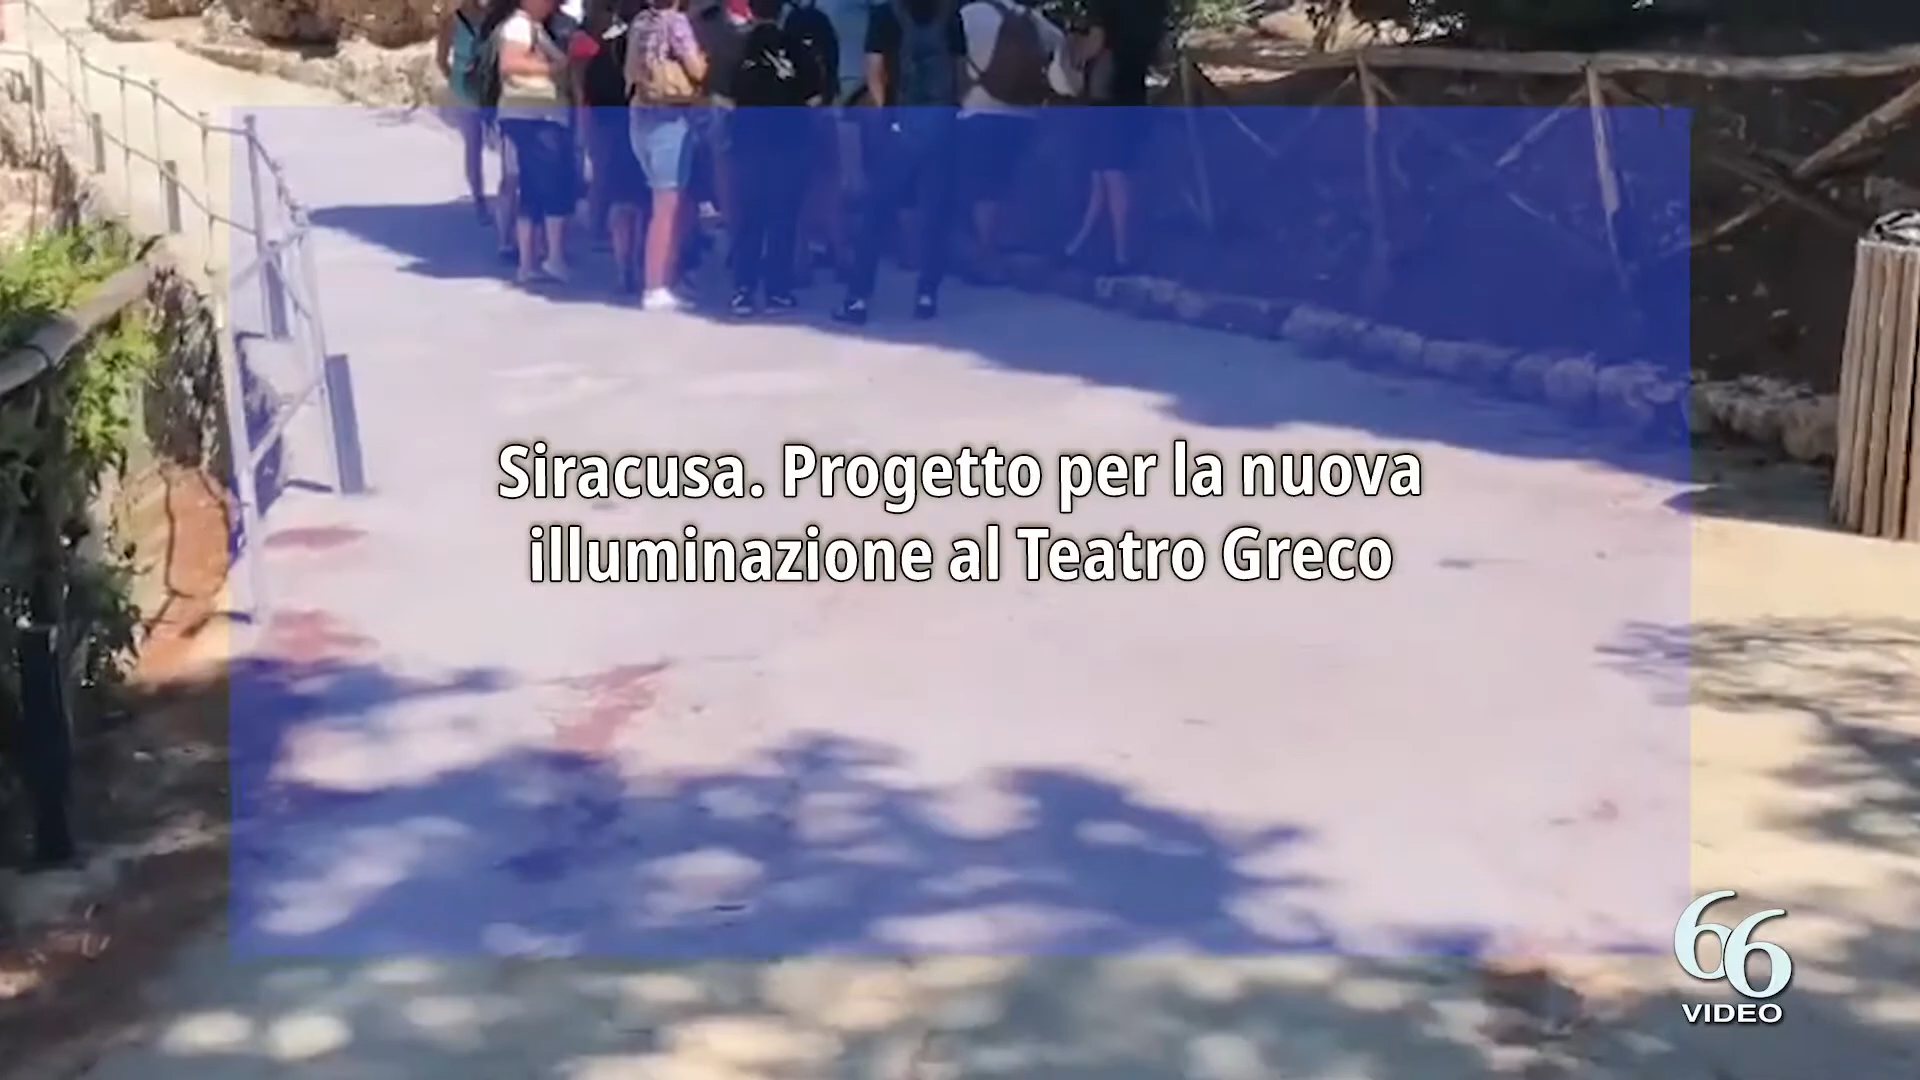 Siracusa. Progetto per la nuova
illuminazione al Teatro Greco
66
VIDEO